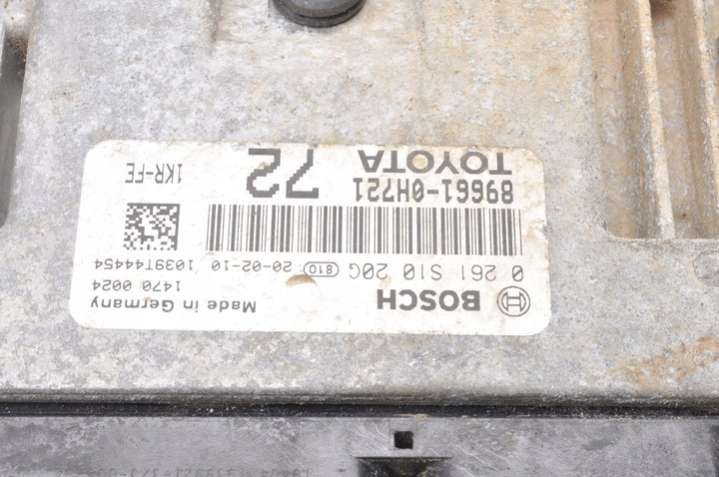 BOSCH
Made in Germany
1470 0024
0 261 S10 20G 810 20-02-10 1039T44454
89661-0H721
TOYOTA 72 1KR-FE